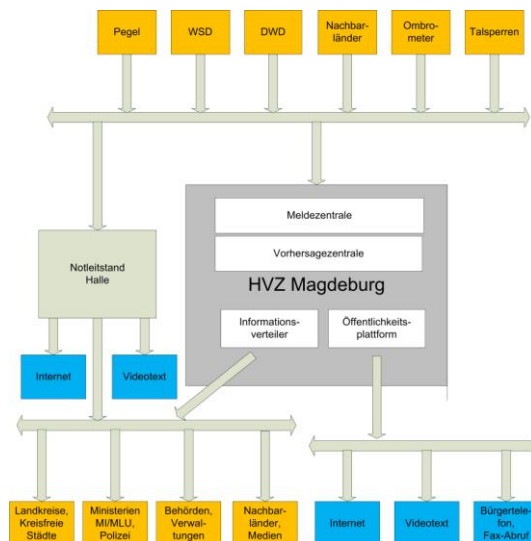 Pegel
WSD
DWD
Nachbar-
länder
Ombro-
meter
Talsperren
Meldezentrale
Vorhersagezentrale
HVZ Magdeburg
Notleitstand
Halle
Informations-
verteiler
Öffentlichkeits-
plattform
Internet
Videotext
Landkreise,
Kreisfreie
Städte
Ministerien
MI/MLU,
Polizei
Behörden,
Verwal-
tungen
Nachbar-
länder,
Medien
Internet
Videotext
Bürgertele-
fon,
Fax-Abruf